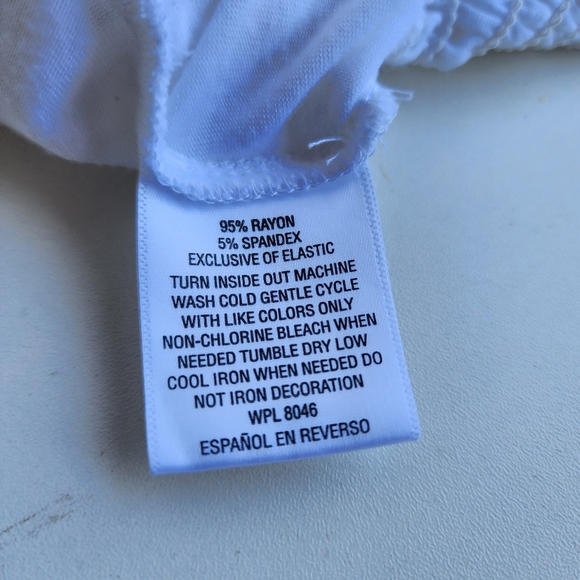 95% RAYON
5% SPANDEX
EXCLUSIVE OF ELASTIC
TURN INSIDE OUT MACHINE
WASH COLD GENTLE CYCLE
WITH LIKE COLORS ONLY
NON-CHLORINE BLEACH WHEN
NEEDED TUMBLE DRY LOW
COOL IRON WHEN NEEDED DO
NOT IRON DECORATION
WPL 8046
ESPAÑOL EN REVERSO